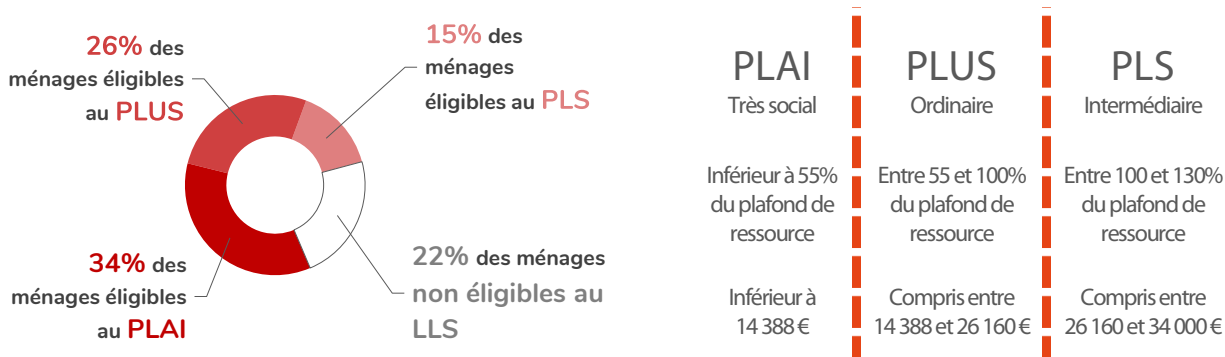 26% des
ménages éligibles
au PLUS
15% des
ménages
éligibles au PLS
34% des
ménages éligibles
au PLAI
22% des ménages
non éligibles au
LLS
PLAI
Très social
Inférieur à 55%
du plafond de
ressource
Inférieur à
14 388 €
PLUS
Ordinaire
Entre 55 et 100%
du plafond de
ressource
Compris entre
14 388 et 26 160 €
PLS
Intermédiaire
Entre 100 et 130%
du plafond de
ressource
Compris entre
26 160 et 34 000 €